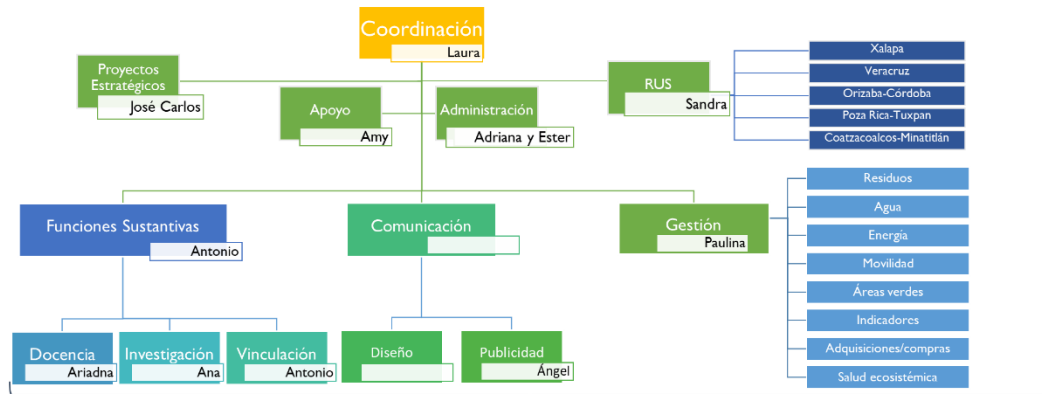 Coordinación
Laura
Proyectos
Estratégicos
José Carlos
Apoyo
Amy
Administración
Adriana y Ester
RUS
Sandra
Xalapa
Veracruz
Orizaba-Córdoba
Poza Rica-Tuxpan
Coatzacoalcos-Minatitlán
Funciones Sustantivas
Antonio
Comunicación
Gestión
Paulina
Residuos
Agua
Energía
Movilidad
Áreas verdes
Indicadores
Adquisiciones/compras
Salud ecosistémica
Docencia
Ariadna
Investigación
Ana
Vinculación
Antonio
Diseño
Publicidad
Ángel